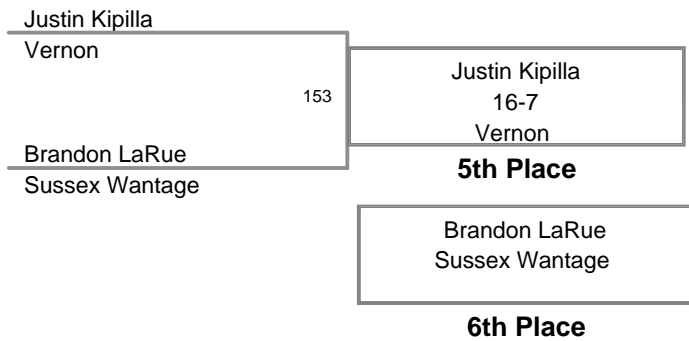 Justin Kipilla
Vernon
153
Brandon LaRue
Sussex Wantage
Justin Kipilla
16-7
Vernon
5th Place
Brandon LaRue
Sussex Wantage
6th Place